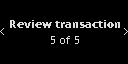 Review transaction
5 of 5